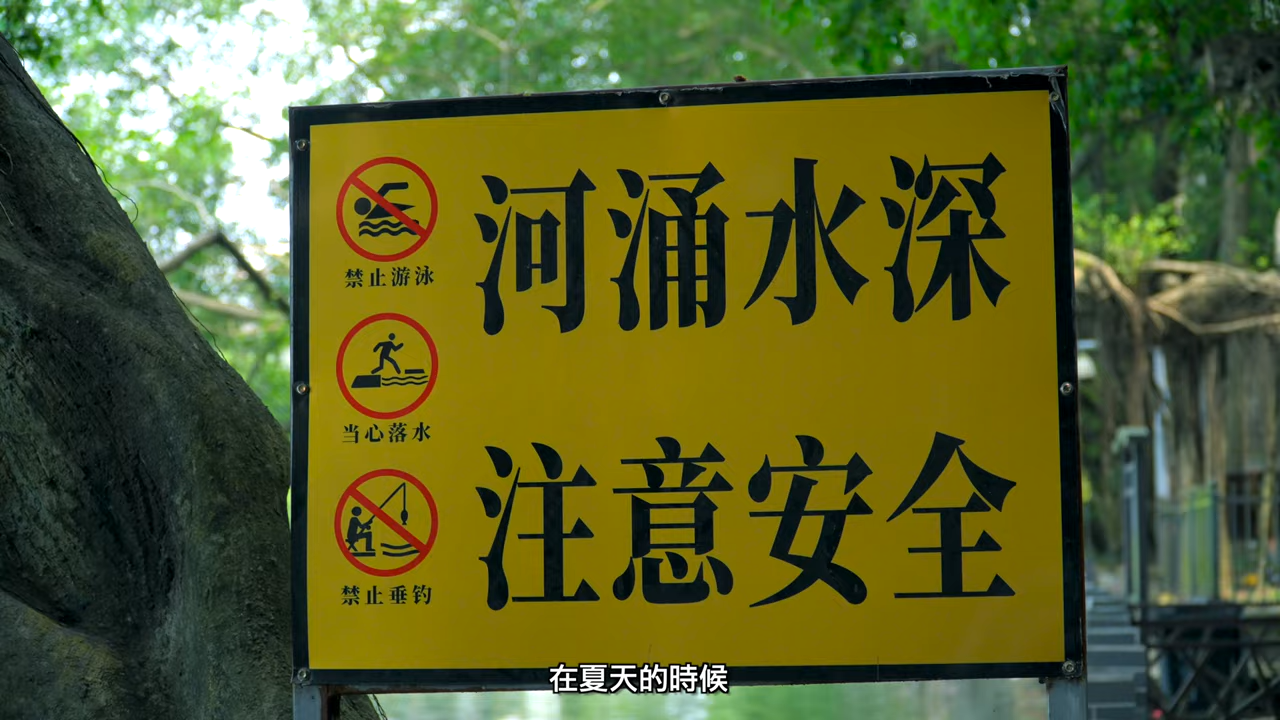 河涌水深
注意安全
禁止游泳
当心落水
禁止垂钓
在夏天的時候